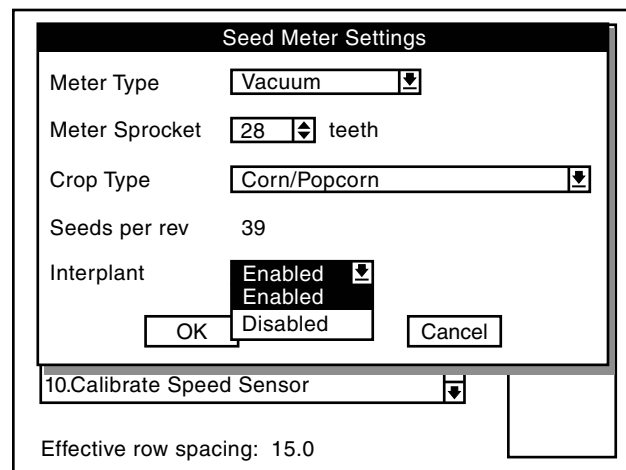 Seed Meter Settings
Meter Type Vacuum
Meter Sprocket 28 teeth
Crop Type Corn/Popcorn
Seeds per rev 39
Interplant Enabled
Enabled
OK Disabled Cancel
10.Calibrate Speed Sensor
Effective row spacing: 15.0